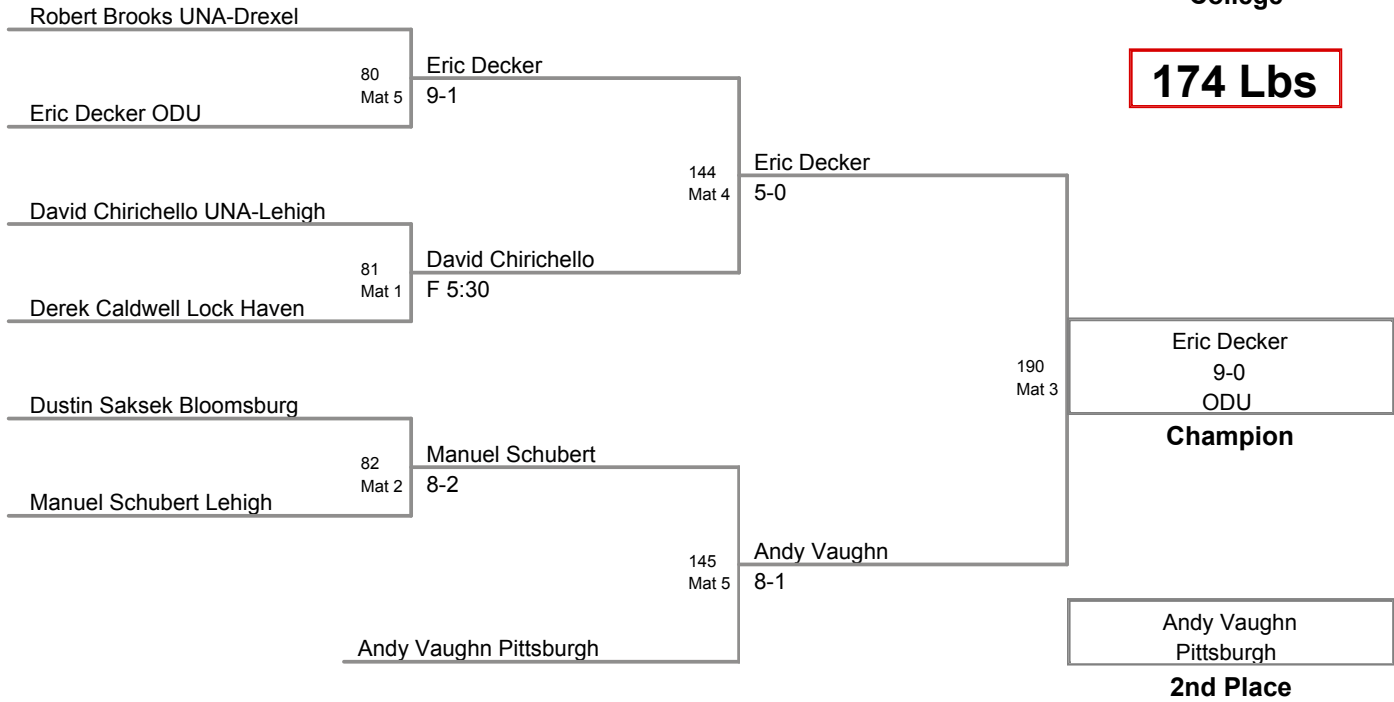 College
174 Lbs
Robert Brooks UNA-Drexel
80
Mat 5
Eric Decker
9-1
Eric Decker ODU
144
Mat 4
Eric Decker
5-0
David Chirichello UNA-Lehigh
81
Mat 1
David Chirichello
F 5:30
Derek Caldwell Lock Haven
190
Mat 3
Eric Decker
9-0
ODU
Champion
Dustin Saksek Bloomsburg
82
Mat 2
Manuel Schubert
8-2
Manuel Schubert Lehigh
145
Mat 5
Andy Vaughn
8-1
Andy Vaughn Pittsburgh
Andy Vaughn
Pittsburgh
2nd Place